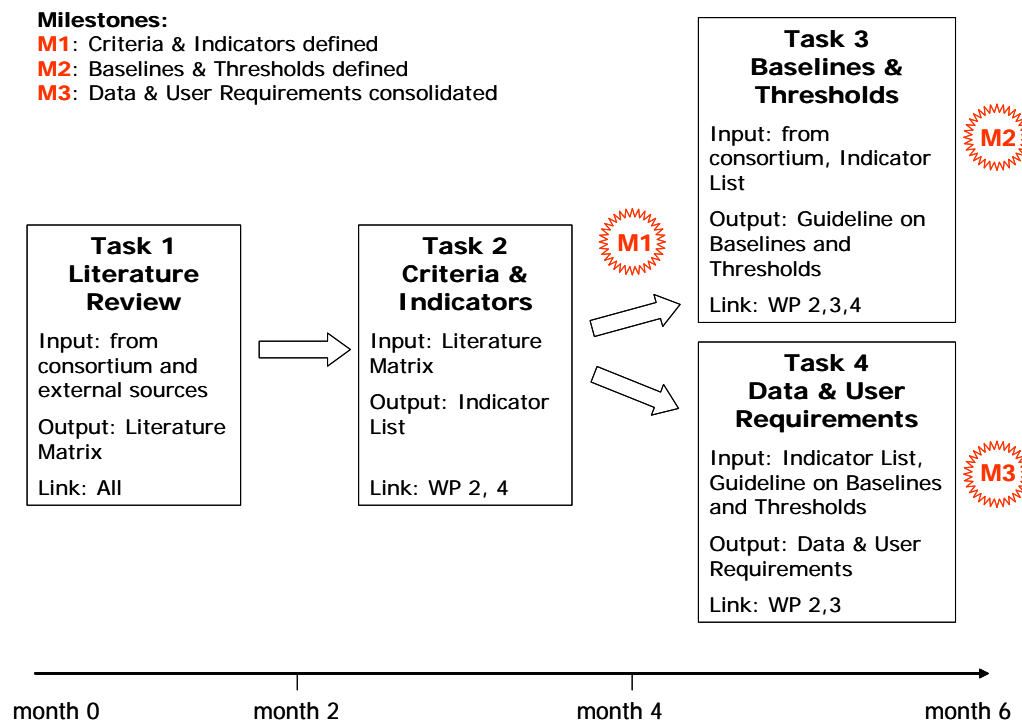 Milestones:
M1: Criteria & Indicators defined
M2: Baselines & Thresholds defined
M3: Data & User Requirements consolidated
Task 1
Literature
Review
Input: from
consortium and
external sources
Output: Literature
Matrix
Link: All
Task 2
Criteria &
Indicators
Input: Literature
Matrix
Output: Indicator
List
Link: WP 2, 4
M1
Task 3
Baselines &
Thresholds
Input: from
consortium, Indicator
List
Output: Guideline on
Baselines and
Thresholds
Link: WP 2,3,4
M2
Task 4
Data & User
Requirements
Input: Indicator List,
Guideline on Baselines
and Thresholds
Output: Data & User
Requirements
Link: WP 2,3
M3
month 0
month 2
month 4
month 6